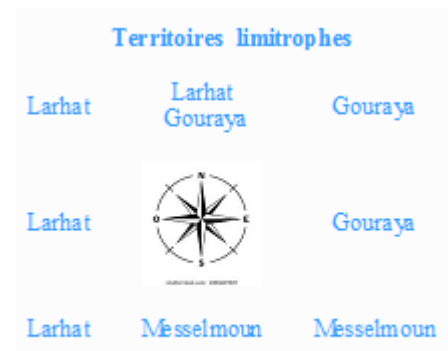 Territoires limitrophes
Larhat
Larhat
Gouraya
Gouraya
Larhat
N
O
E
S
Gouraya
Larhat
Messelmoun
Messelmoun